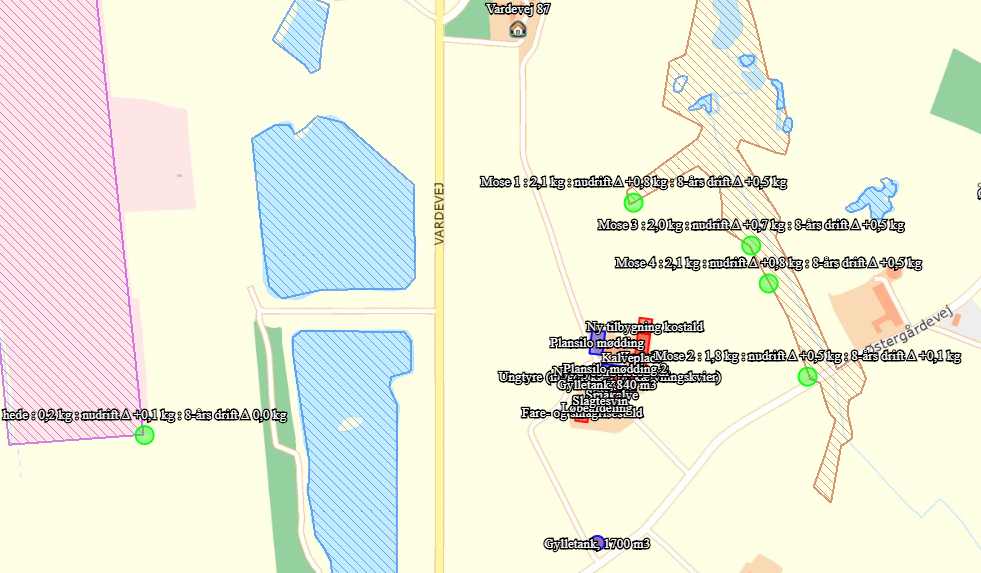 Vardevej 87
VARDEVEJ
Mose 1 : 2,1 kg : nudrift Δ +0,8 kg : 8-års drift Δ +0,5 kg
Mose 3 : 2,0 kg : nudrift Δ +0,7 kg : 8-års drift Δ +0,5 kg
Mose 4 : 2,1 kg : nudrift Δ +0,8 kg : 8-års drift Δ +0,5 kg
Østergårdevej
Ny tilbygning kostald
Plansilo mødding
Kalveplads
Mose 2 : 1,8 kg : nudrift Δ +0,5 kg : 8-års drift Δ +0,1 kg
Plansilo mødding 2
Ungtyre
Gylletank, 840 m3
Småkalve
Slagtesvin
Løbeafdeling
Fare- og smågrisestald
hede : 0,2 kg : nudrift Δ +0,1 kg : 8-års drift Δ 0,0 kg
Gylletank, 1700 m3